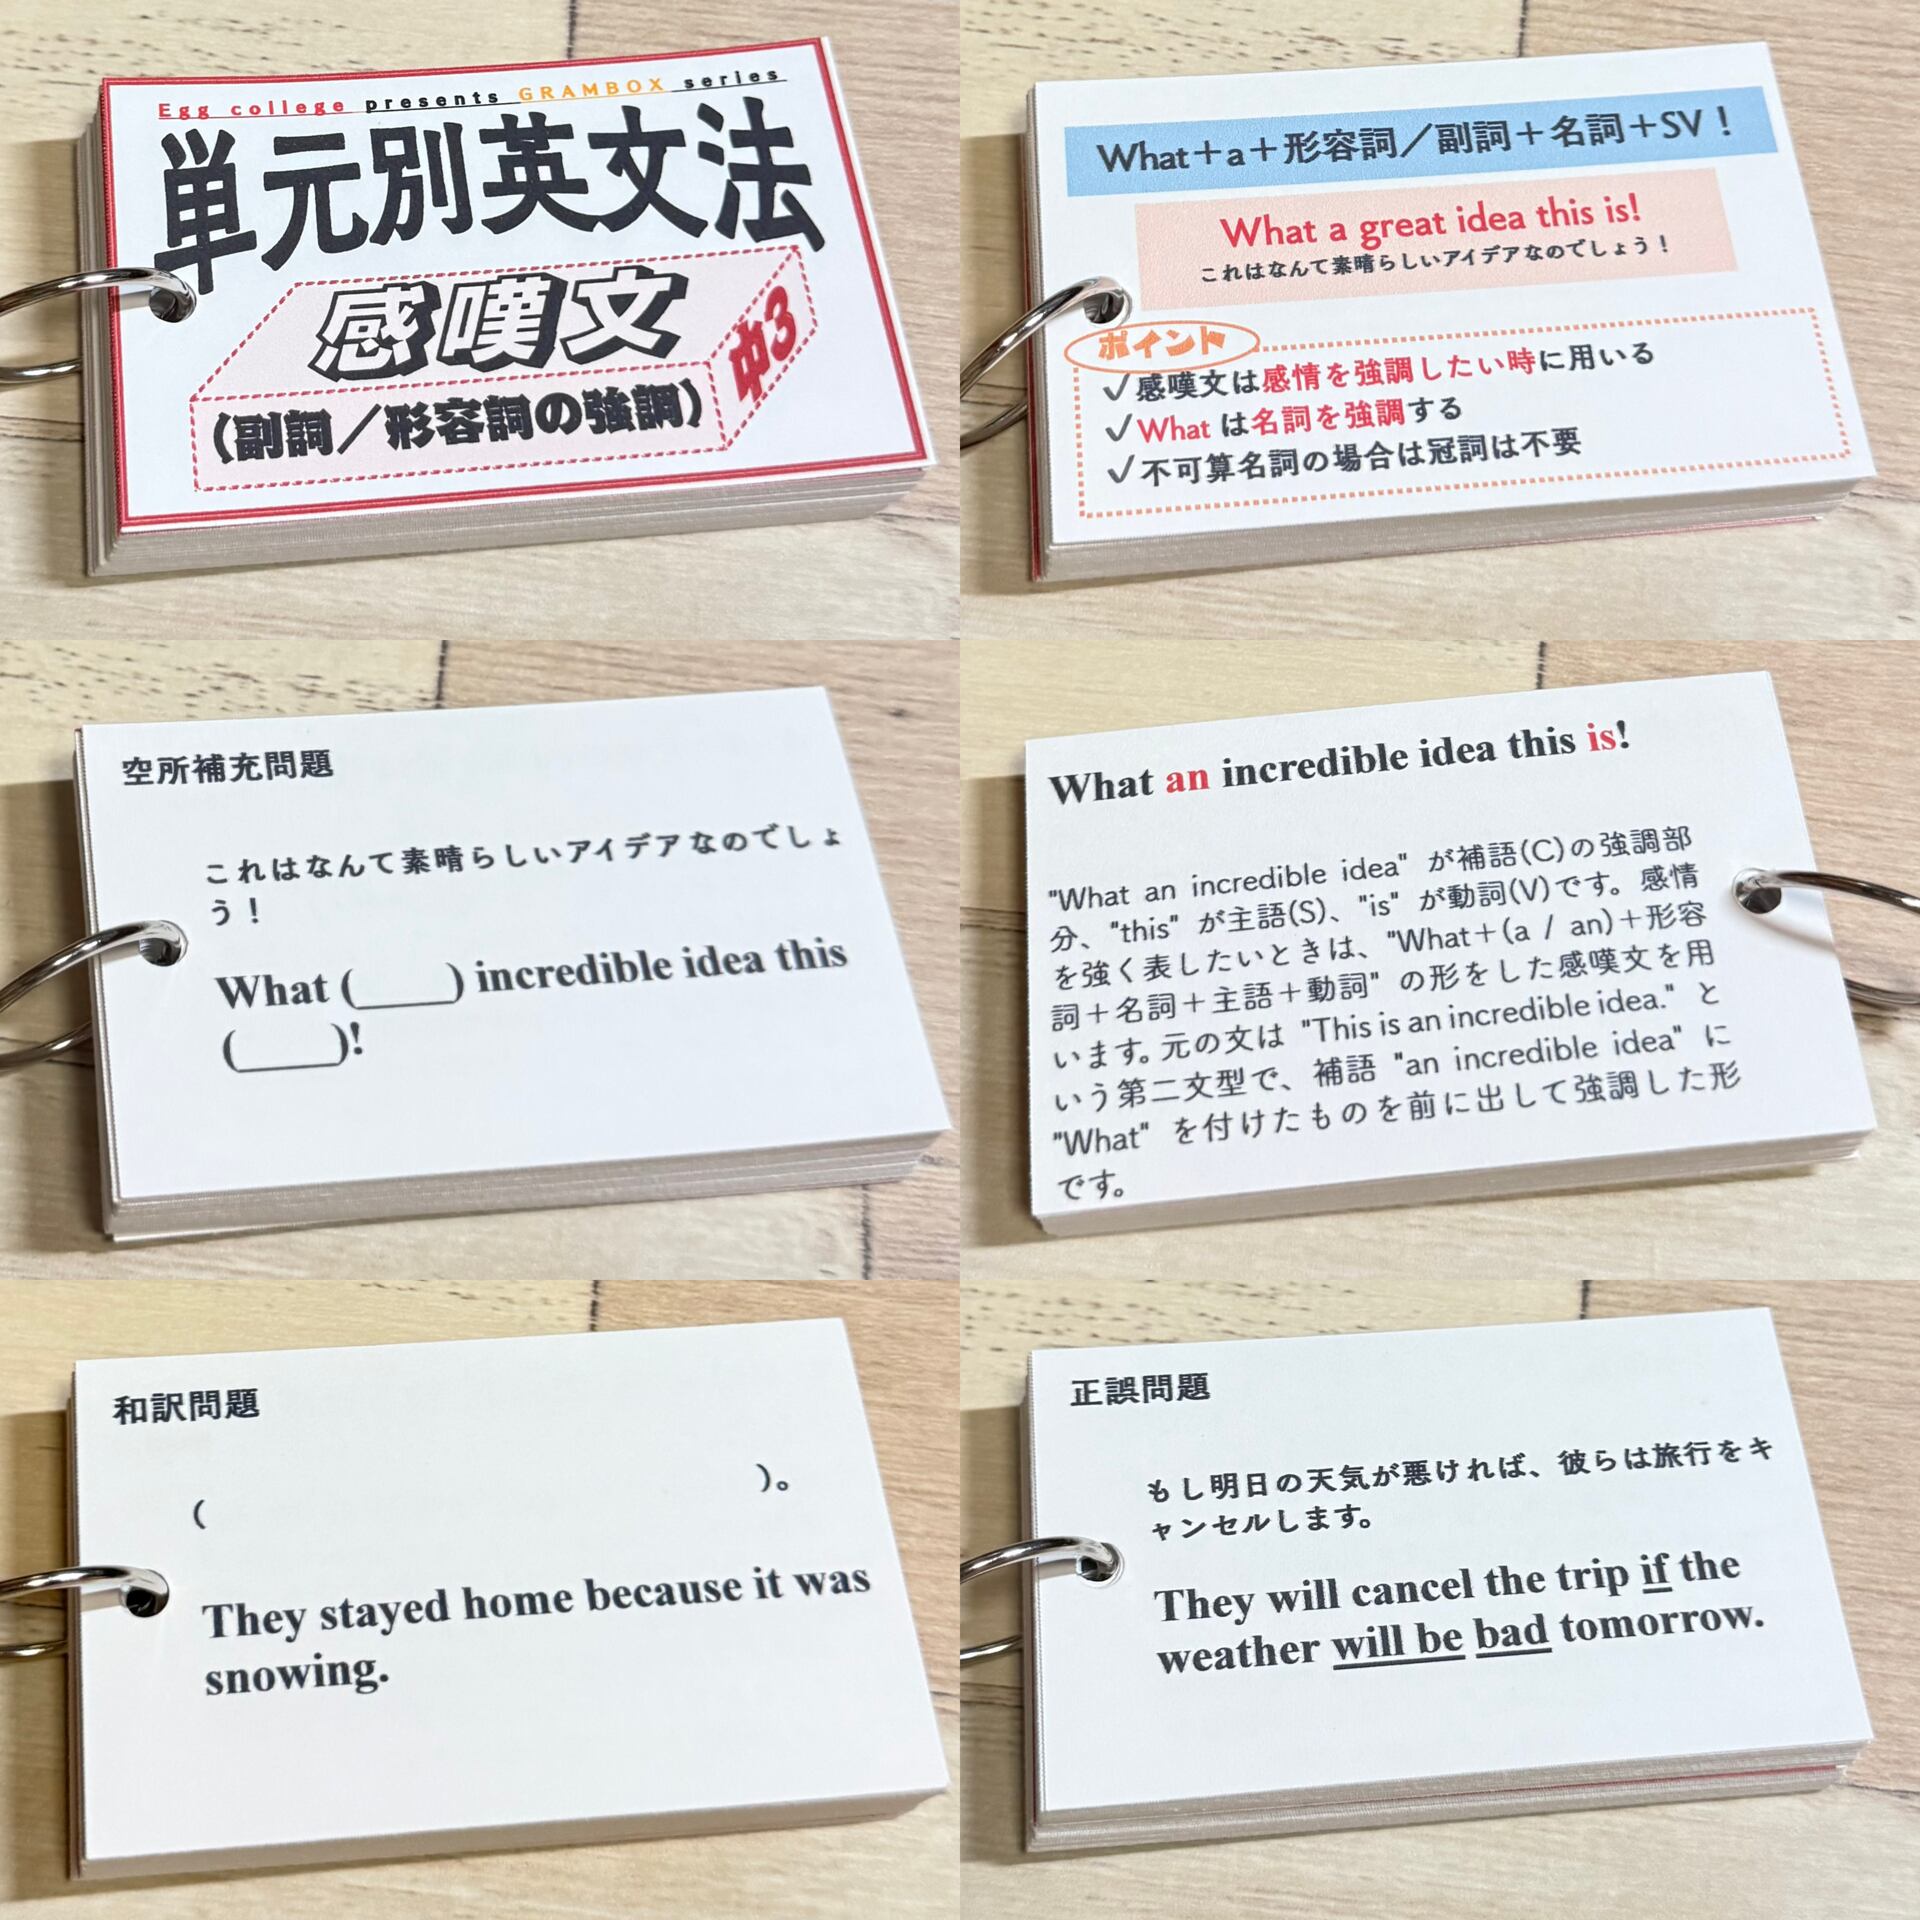 Egg college presents GRAMBOX series
単元別英文法
感嘆文
中3
(副詞／形容詞の強調)
What＋a＋形容詞／副詞＋名詞＋SV！
What a great idea this is!
これはなんて素晴らしいアイデアなのでしょう！
ポイント
✓感嘆文は感情を強調したい時に用いる
✓What は名詞を強調する
✓不可算名詞の場合は冠詞は不要
空所補充問題
これはなんて素晴らしいアイデアなのでしょ
う！
What (____) incredible idea this
(____)!
What an incredible idea this is!
"What an incredible idea" が補語(C)の強調部
分、"this" が主語(S)、"is" が動詞(V)です。感情
を強く表したいときは、"What＋(a / an)＋形容
詞＋名詞＋主語＋動詞" の形をした感嘆文を用
います。元の文は "This is an incredible idea." と
いう第二文型で、補語 "an incredible idea" に
"What" を付けたものを前に出して強調した形
です。
和訳問題
( )。
They stayed home because it was
snowing.
正誤問題
もし明日の天気が悪ければ、彼らは旅行をキ
ャンセルします。
They will cancel the trip if the
weather will be bad tomorrow.